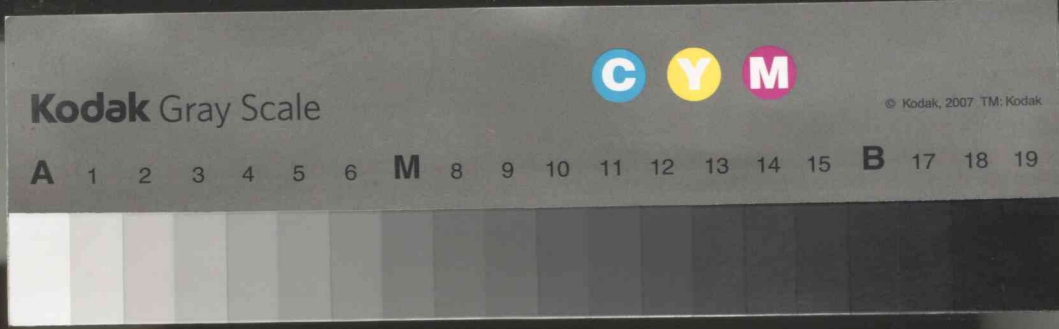 C Y M
Kodak Gray Scale
© Kodak, 2007 TM: Kodak
A 1 2 3 4 5 6 M 8 9 10 11 12 13 14 15 B 17 18 19